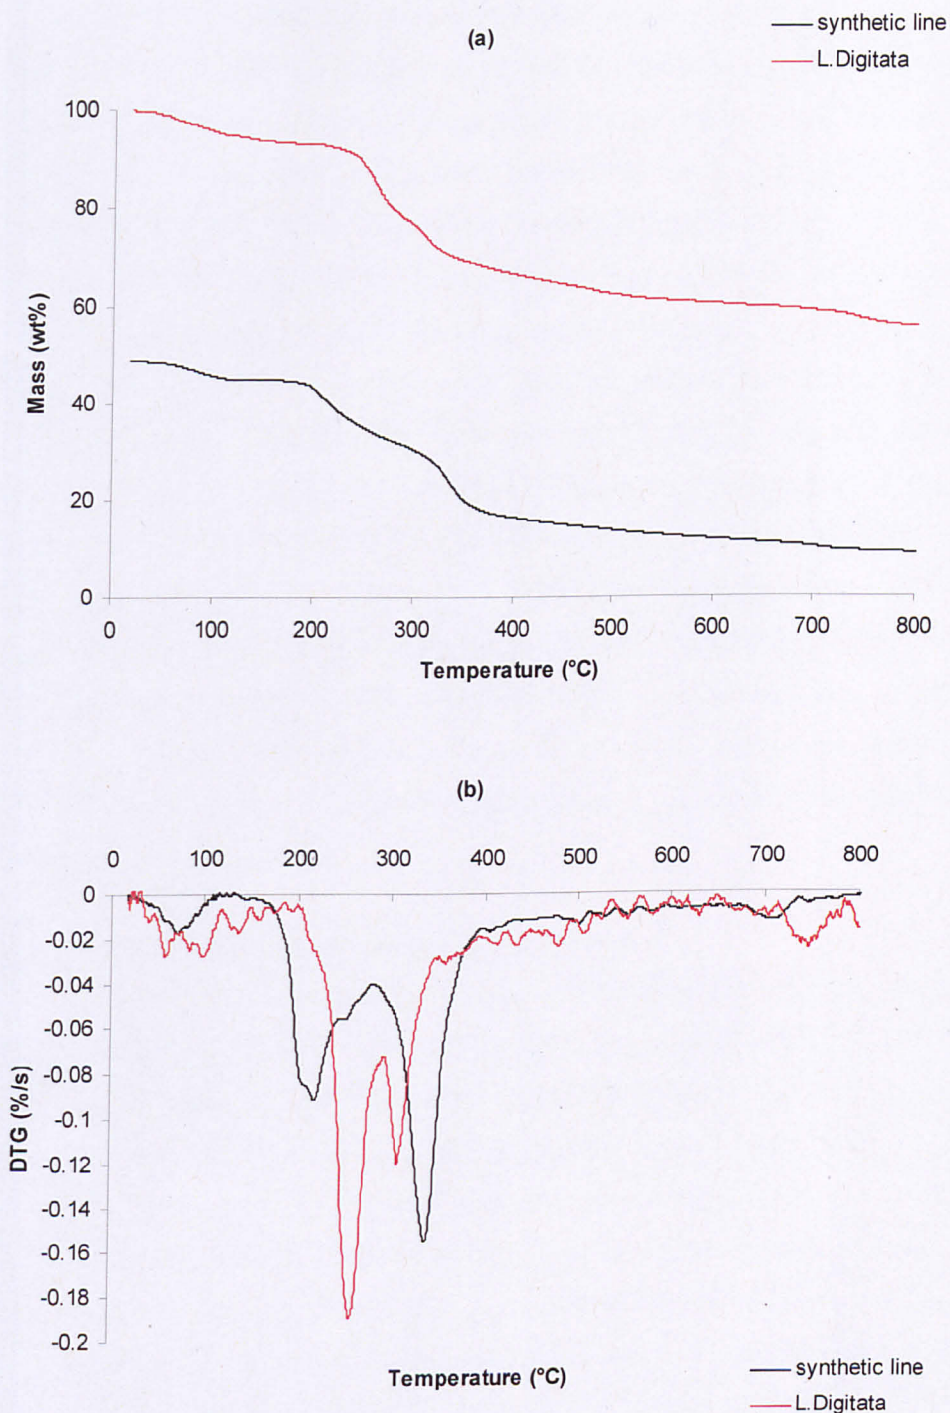 (a)
synthetic line
L.Digitata
100
80
60
40
20
0
Mass (wt%)
0 100 200 300 400 500 600 700 800
Temperature (°C)
(b)
0 100 200 300 400 500 600 700 800
0
-0.02
-0.04
-0.06
-0.08
-0.1
-0.12
-0.14
-0.16
-0.18
-0.2
DTG (%/s)
Temperature (°C)
synthetic line
L.Digitata